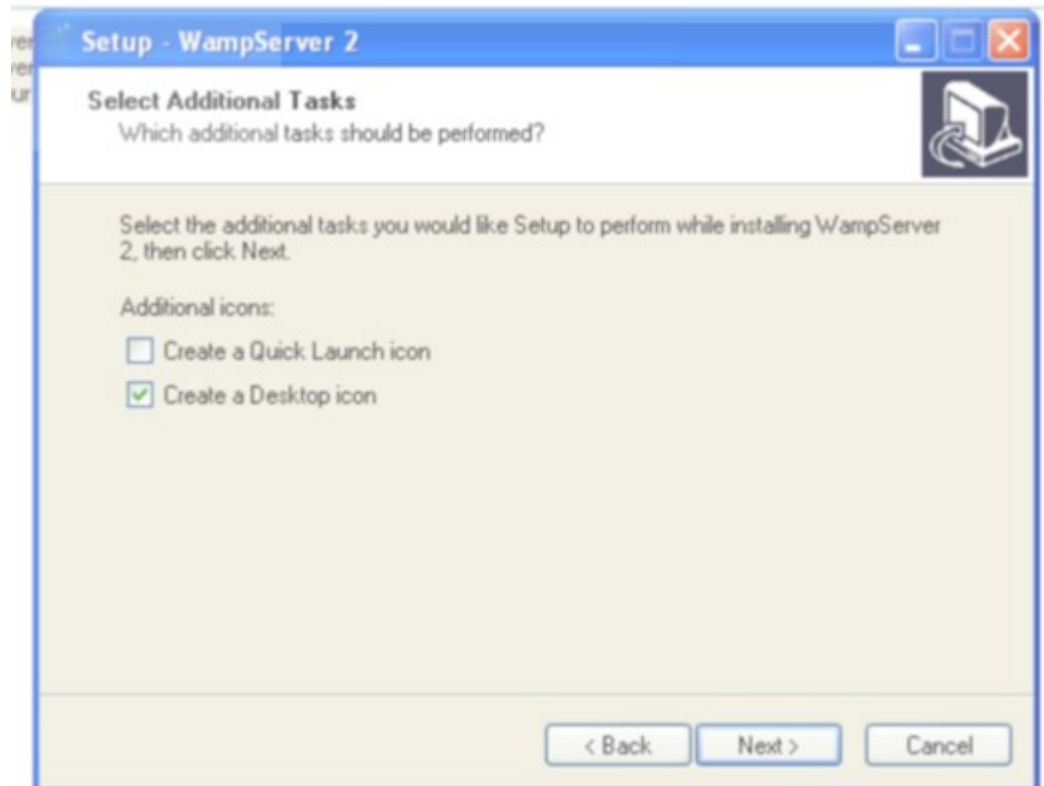 Setup - WampServer 2
Select Additional Tasks
Which additional tasks should be performed?
Select the additional tasks you would like Setup to perform while installing WampServer
2, then click Next.
Additional icons:
Create a Quick Launch icon
Create a Desktop icon
< Back
Next >
Cancel